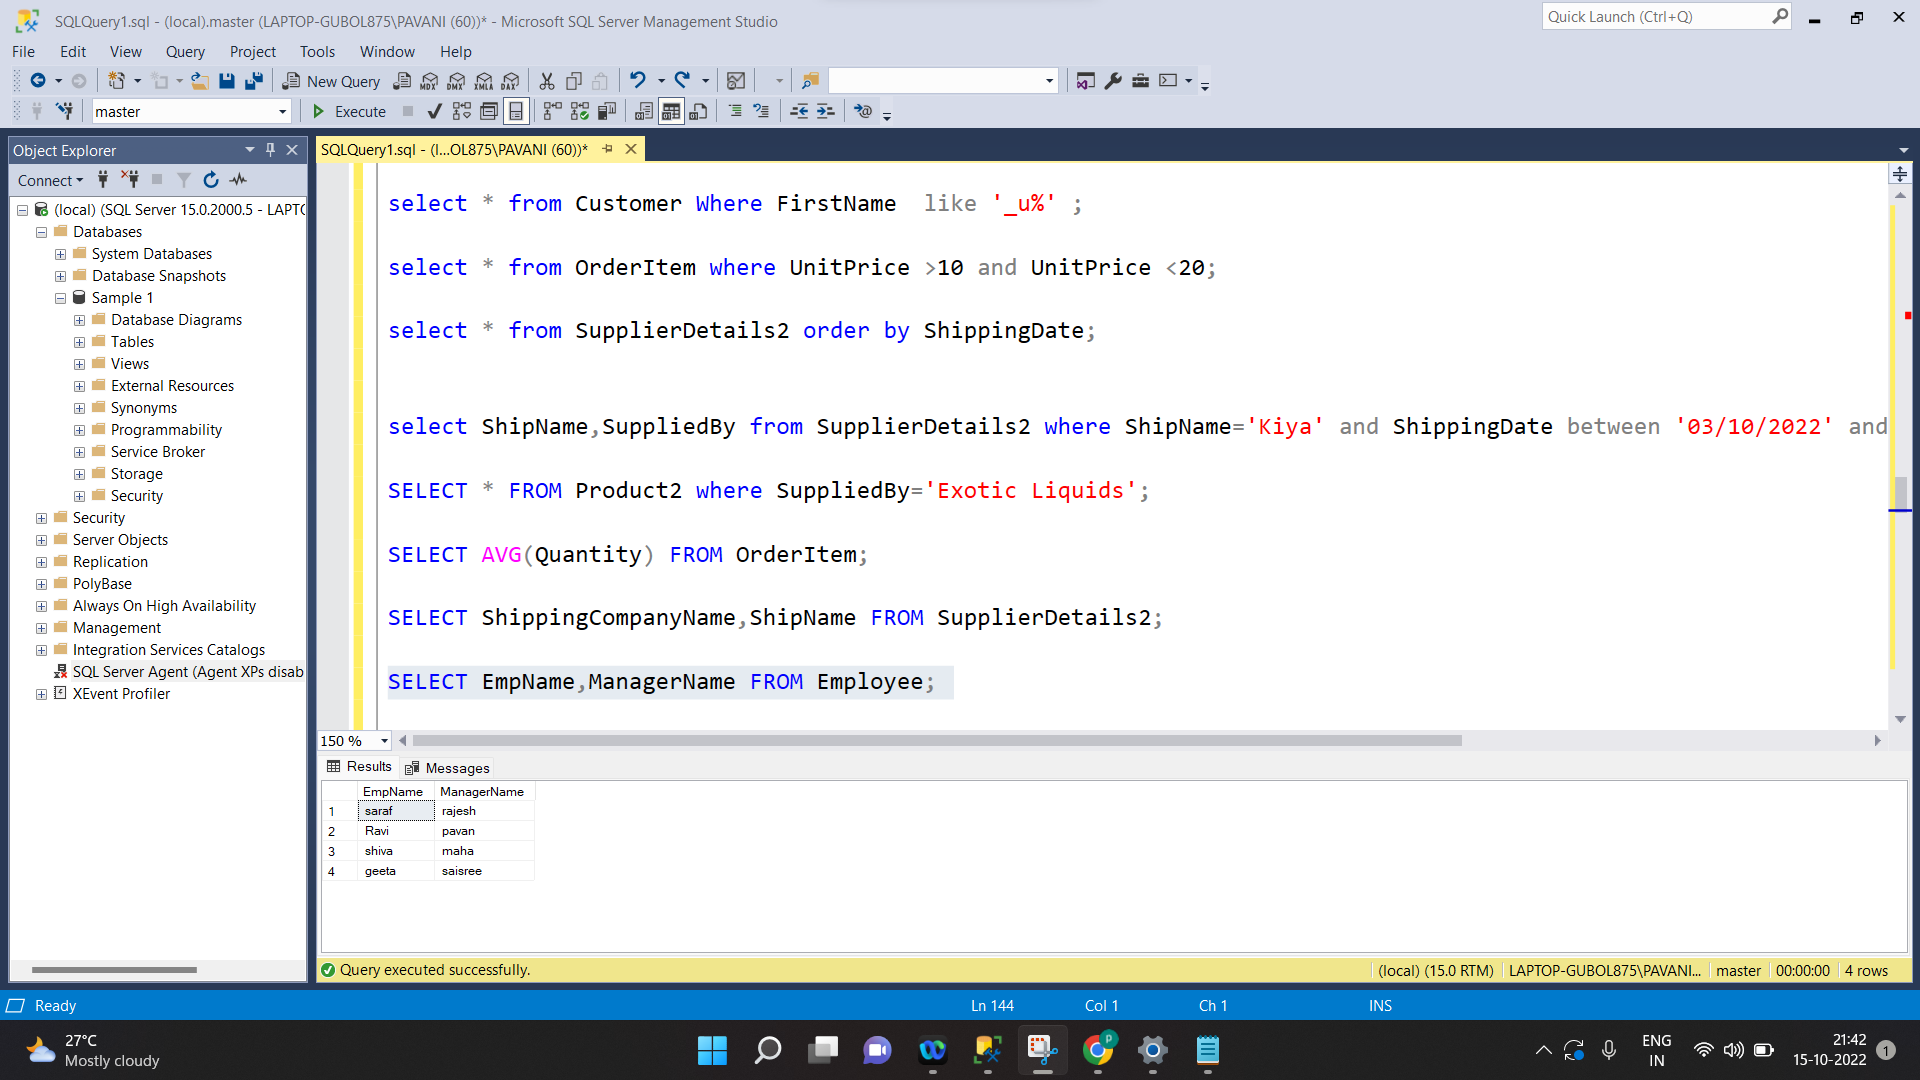 SQLQuery1.sql - (local).master (LAPTOP-GUBOL875\PAVANI (60))* - Microsoft SQL Server Management Studio
Quick Launch (Ctrl+Q)
File Edit View Query Project Tools Window Help
New Query MDX DMX XMLA DAX
master Execute
Object Explorer
SQLQuery1.sql - (l...OL875\PAVANI (60))*
Connect
(local) (SQL Server 15.0.2000.5 - LAPTO
Databases
System Databases
Database Snapshots
Sample 1
Database Diagrams
Tables
Views
External Resources
Synonyms
Programmability
Service Broker
Storage
Security
Security
Server Objects
Replication
PolyBase
Always On High Availability
Management
Integration Services Catalogs
SQL Server Agent (Agent XPs disab
XEvent Profiler
select * from Customer Where FirstName  like '_u%' ;
select * from OrderItem where UnitPrice >10 and UnitPrice <20;
select * from SupplierDetails2 order by ShippingDate;
select ShipName,SuppliedBy from SupplierDetails2 where ShipName='Kiya' and ShippingDate between '03/10/2022' and
SELECT * FROM Product2 where SuppliedBy='Exotic Liquids';
SELECT AVG(Quantity) FROM OrderItem;
SELECT ShippingCompanyName,ShipName FROM SupplierDetails2;
SELECT EmpName,ManagerName FROM Employee;
150 %
Results Messages
EmpName ManagerName
1 saraf rajesh
2 Ravi pavan
3 shiva maha
4 geeta saisree
Query executed successfully. (local) (15.0 RTM) LAPTOP-GUBOL875\PAVANI... master 00:00:00 4 rows
Ready Ln 144 Col 1 Ch 1 INS
27°C
Mostly cloudy
P
ENG
IN
21:42
15-10-2022
1